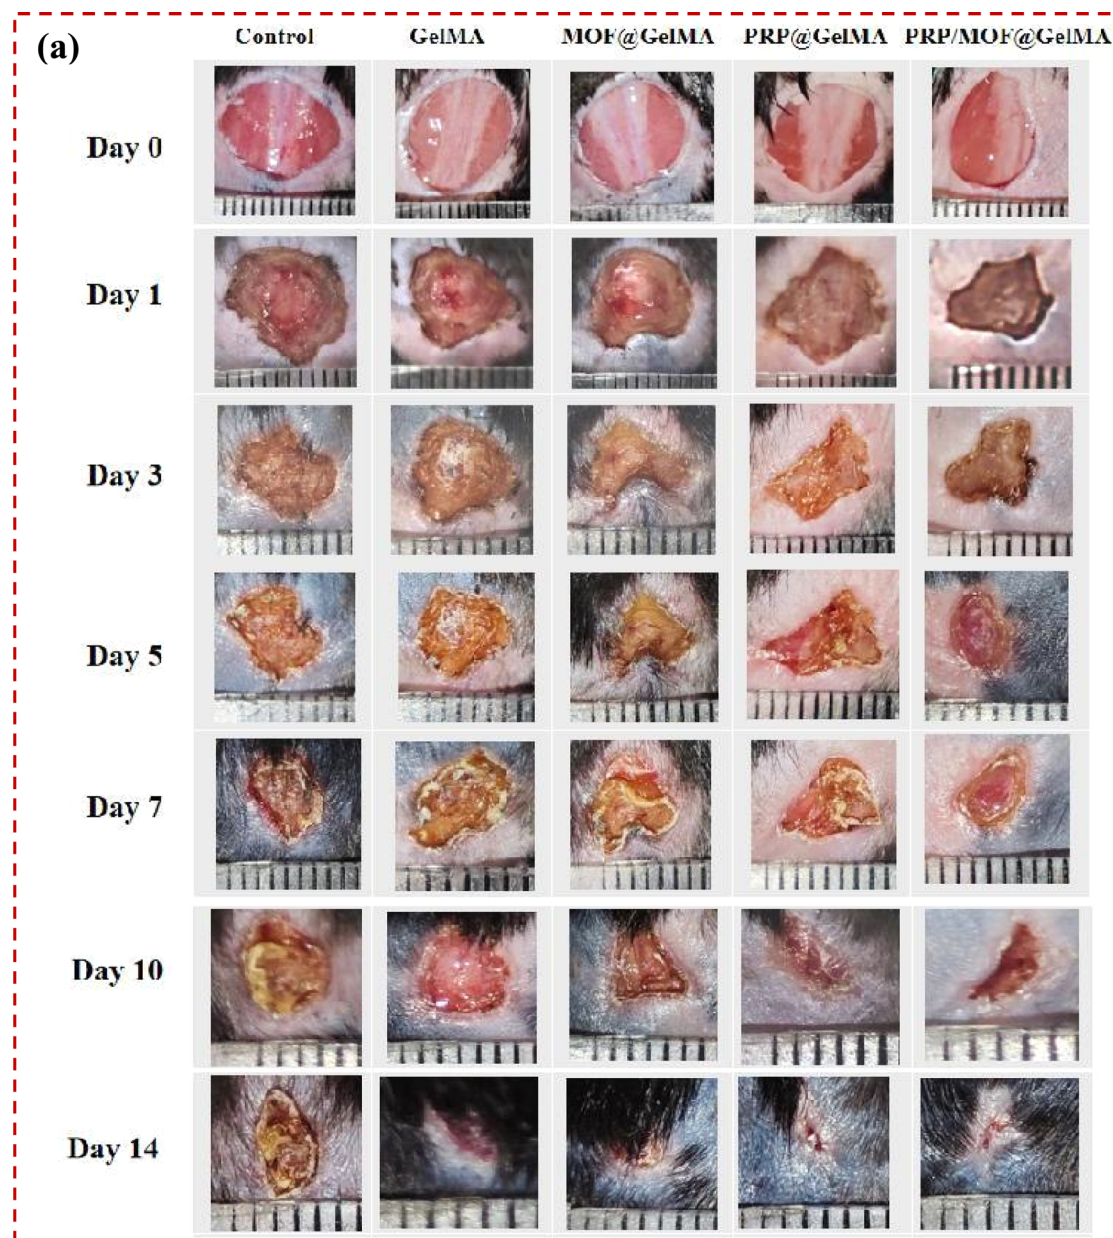 (a)
Control GelMA MOF@GelMA PRP@GelMA PRP/MOF@GelMA
Day 0
Day 1
Day 3
Day 5
Day 7
Day 10
Day 14